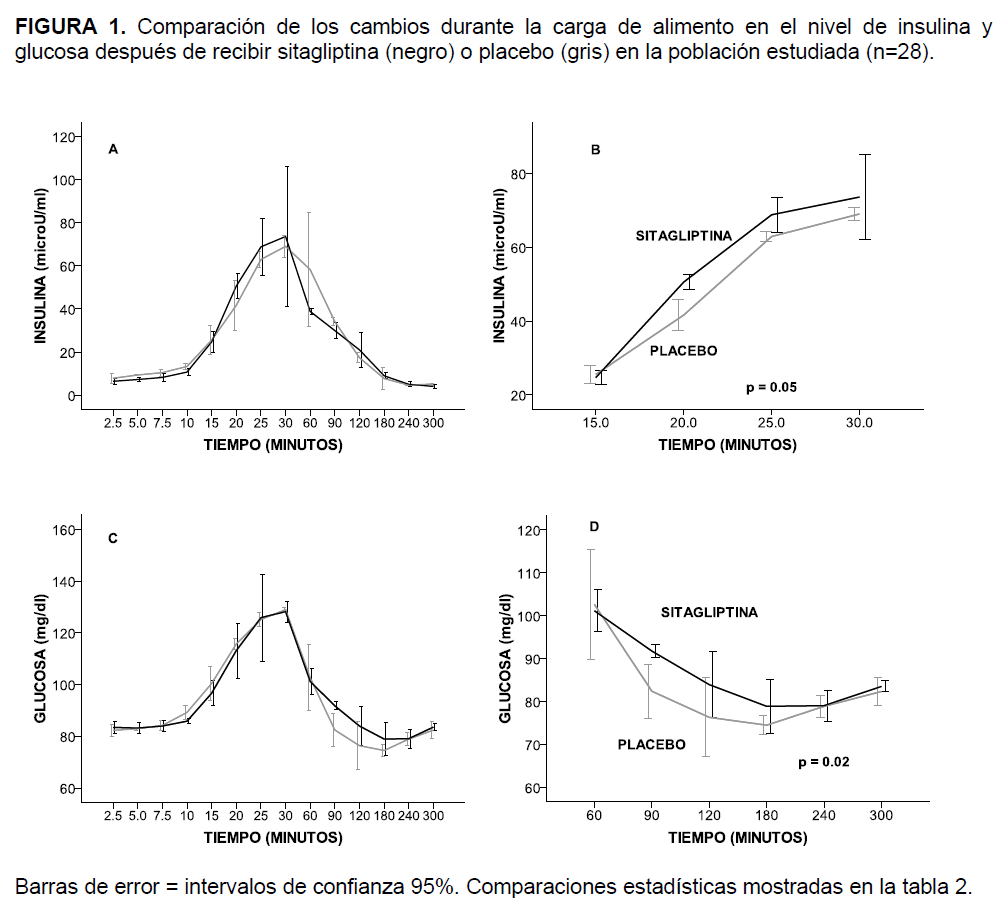 FIGURA 1. Comparación de los cambios durante la carga de alimento en el nivel de insulina y
glucosa después de recibir sitagliptina (negro) o placebo (gris) en la población estudiada (n=28).
A
INSULINA (microU/ml)
120
100
80
60
40
20
0
2.5 5.0 7.5 10 15 20 25 30 60 90 120 180 240 300
TIEMPO (MINUTOS)
B
INSULINA (microU/ml)
80
60
40
20
SITAGLIPTINA
PLACEBO
p = 0.05
15.0 20.0 25.0 30.0
TIEMPO (MINUTOS)
C
GLUCOSA (mg/dl)
160
140
120
100
80
60
2.5 5.0 7.5 10 15 20 25 30 60 90 120 180 240 300
TIEMPO (MINUTOS)
D
GLUCOSA (mg/dl)
120
110
100
90
80
70
60
SITAGLIPTINA
PLACEBO
p = 0.02
60 90 120 180 240 300
TIEMPO (MINUTOS)
Barras de error = intervalos de confianza 95%. Comparaciones estadísticas mostradas en la tabla 2.